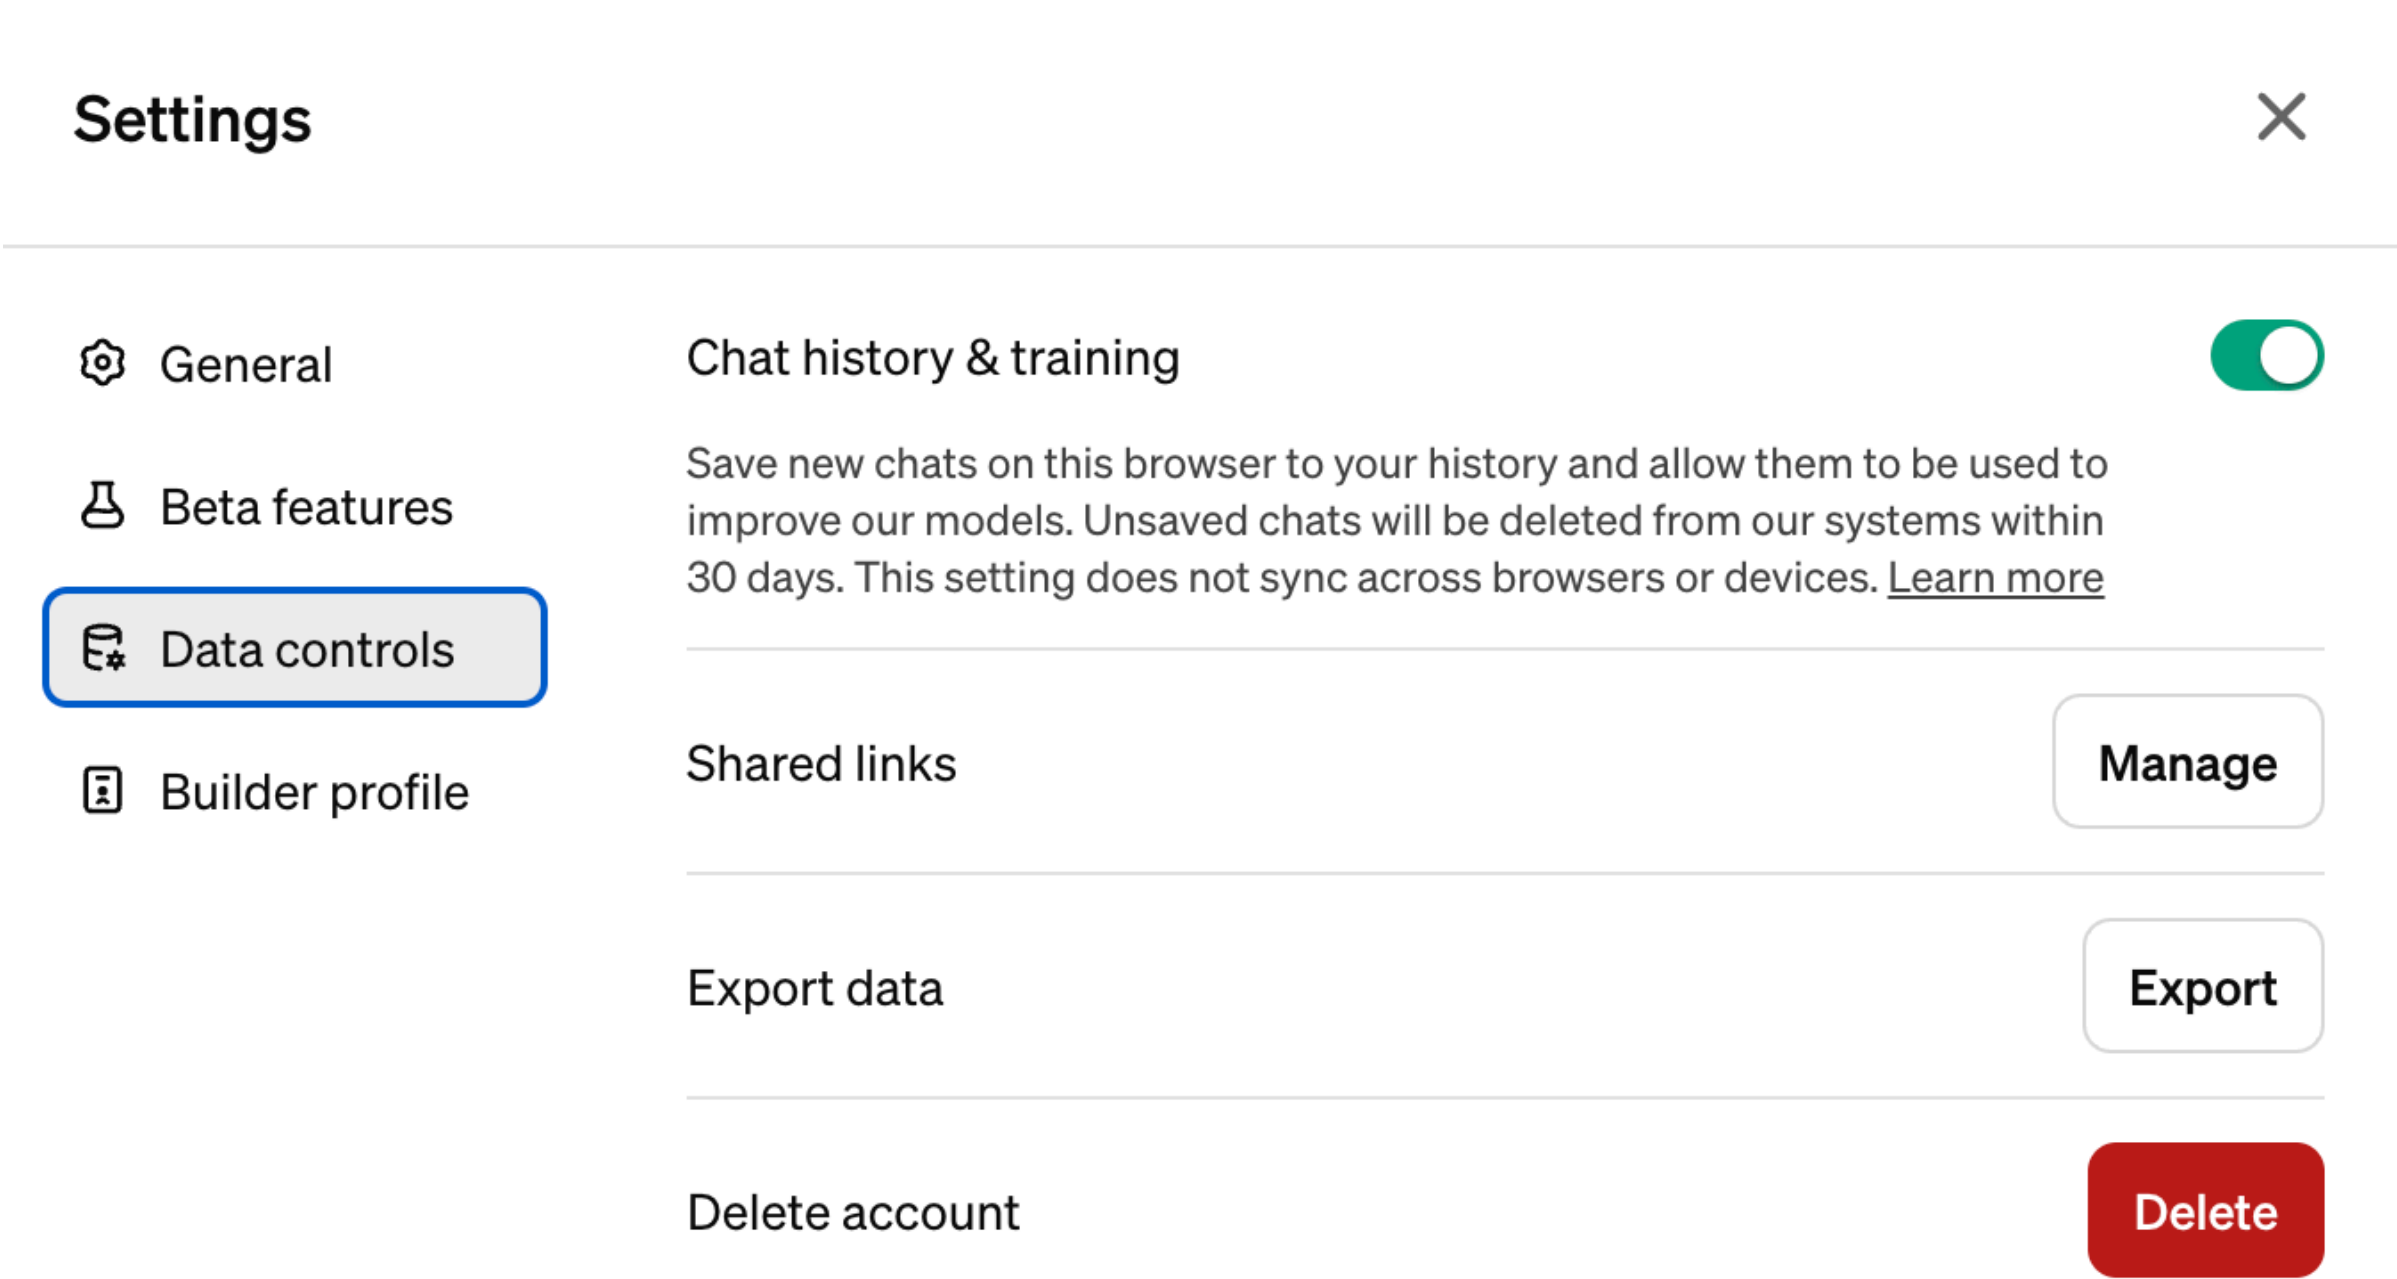 Settings
General
Beta features
Data controls
Builder profile
Chat history & training
Save new chats on this browser to your history and allow them to be used to
improve our models. Unsaved chats will be deleted from our systems within
30 days. This setting does not sync across browsers or devices. Learn more
Shared links
Manage
Export data
Export
Delete account
Delete